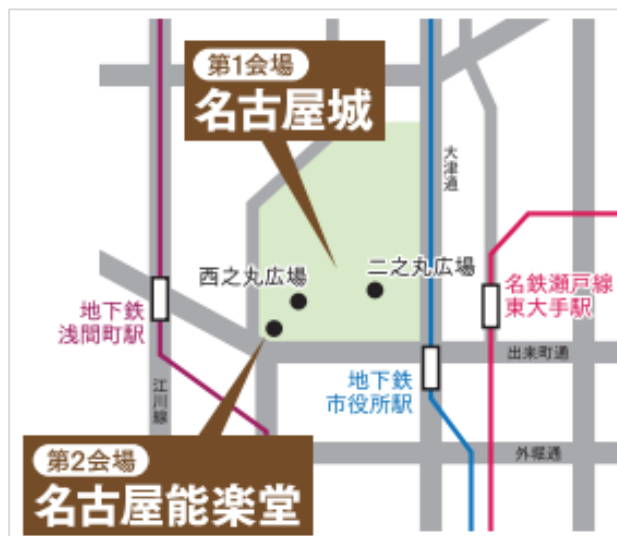 第1会場
名古屋城
大津通
西之丸広場
二之丸広場
地下鉄
浅間町駅
名鉄瀬戸線
東大手駅
出来町通
地下鉄
市役所駅
江川線
外堀通
第2会場
名古屋能楽堂